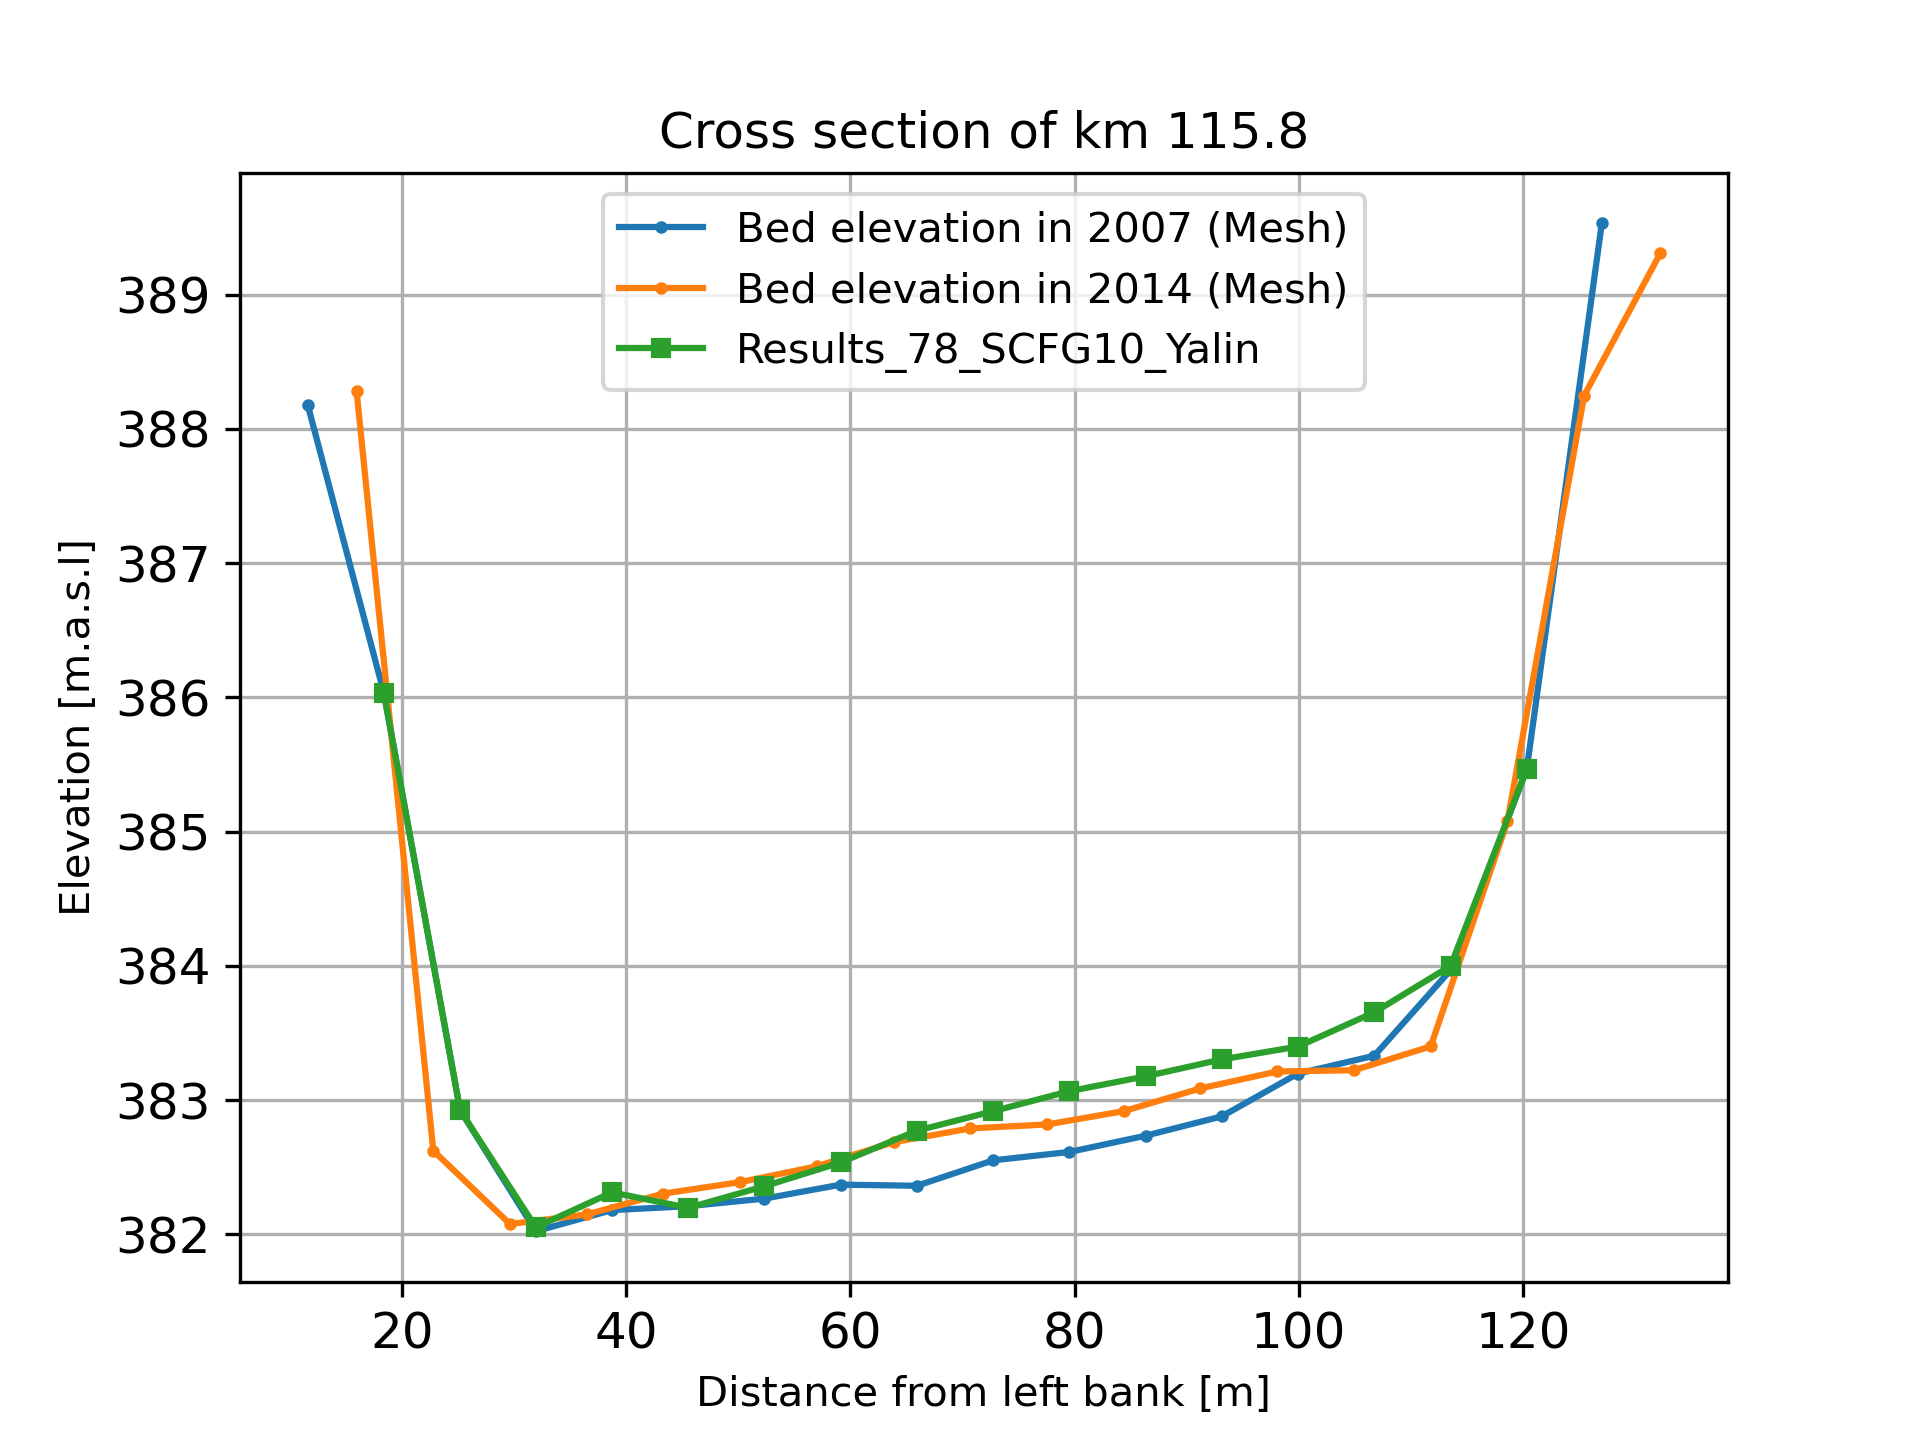 Cross section of km 115.8
Bed elevation in 2007 (Mesh)
Bed elevation in 2014 (Mesh)
Results_78_SCFG10_Yalin
389
388
387
386
385
384
383
382
Elevation [m.a.s.l]
20 40 60 80 100 120
Distance from left bank [m]